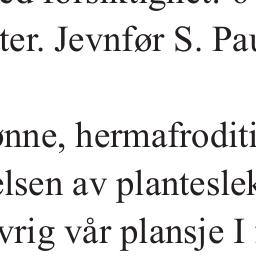 ter. Jevnfør S. Pau
ønne, hermafroditi
elsen av planteslek
vrig vår plansje I